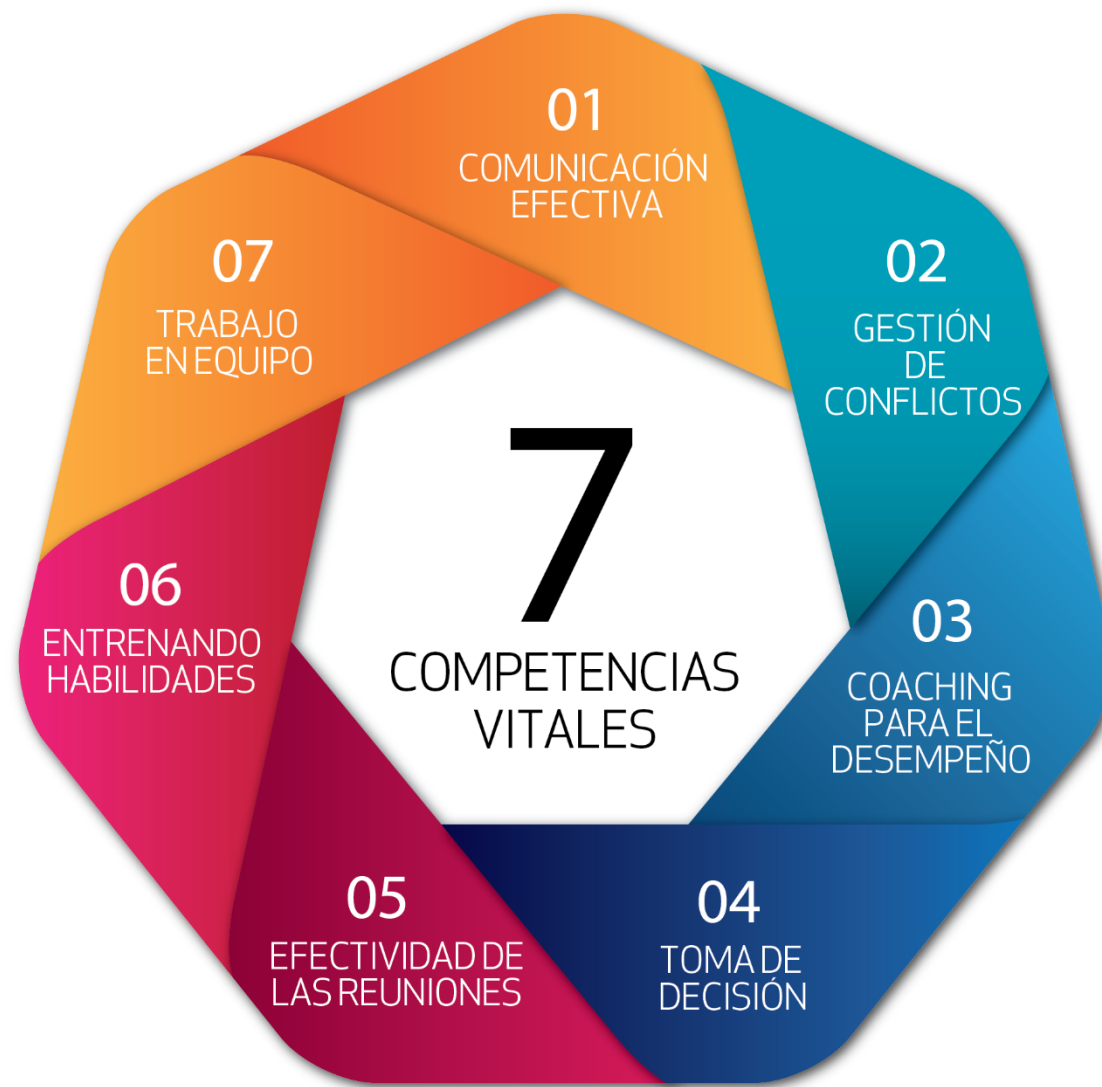 01
COMUNICACIÓN
EFECTIVA
02
GESTIÓN
DE
CONFLICTOS
03
COACHING
PARA EL
DESEMPEÑO
04
TOMA DE
DECISIÓN
05
EFECTIVIDAD DE
LAS REUNIONES
06
ENTRENANDO
HABILIDADES
07
TRABAJO
EN EQUIPO
7
COMPETENCIAS
VITALES